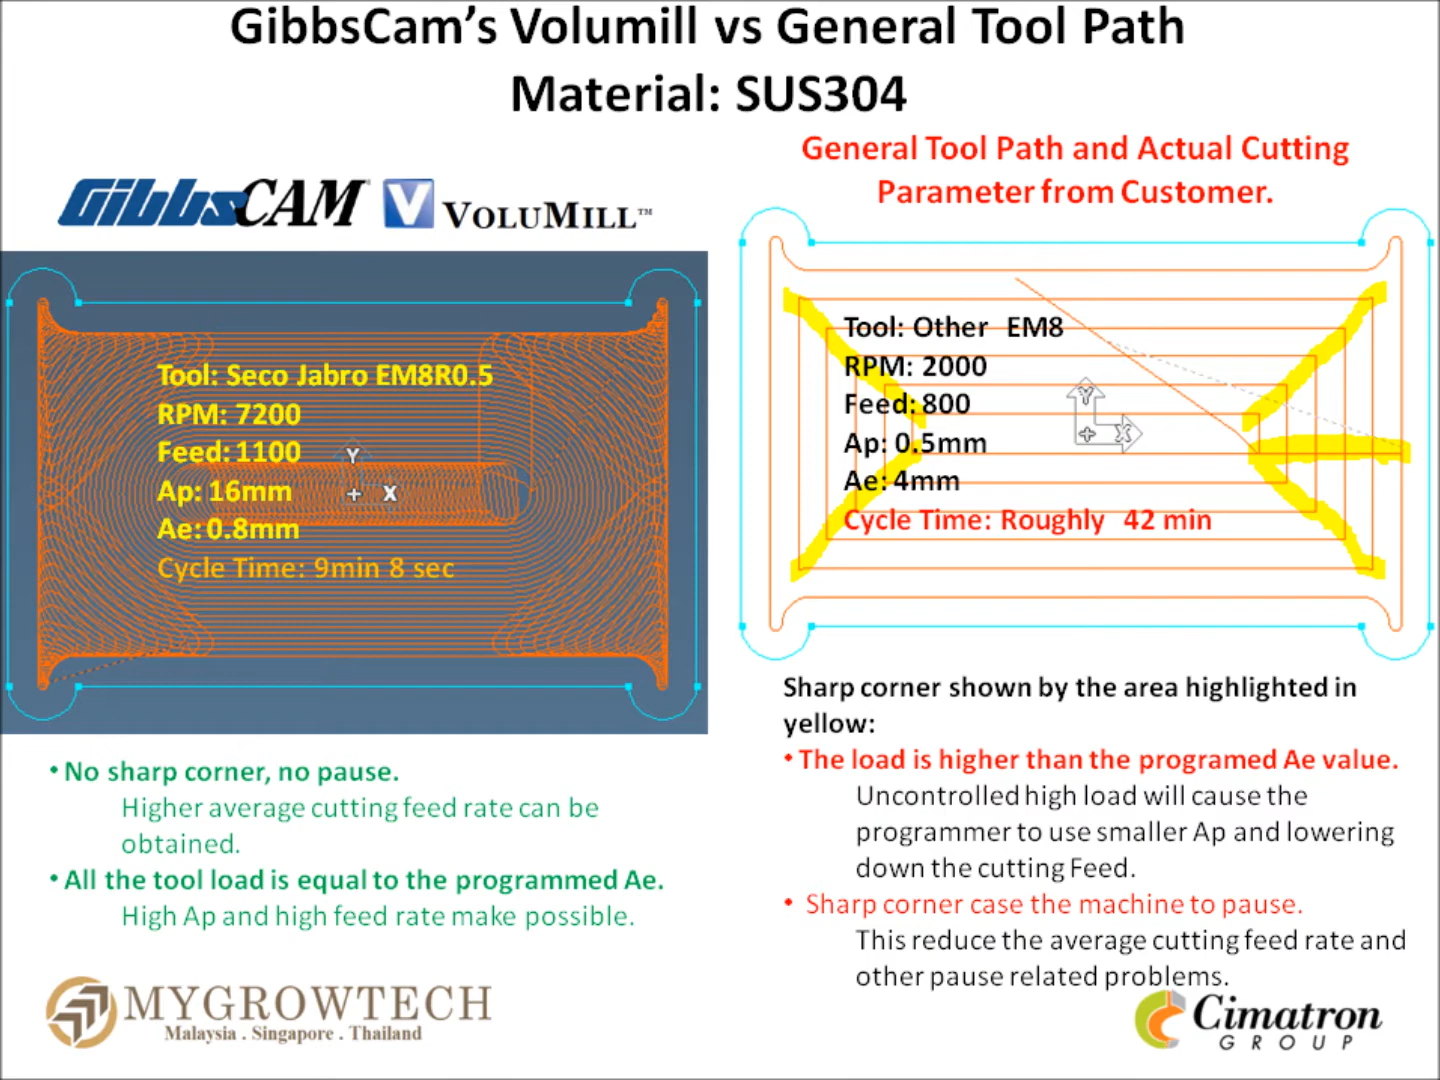 GibbsCam’s Volumill vs General Tool Path
Material: SUS304
General Tool Path and Actual Cutting
Parameter from Customer.
GibbsCAM
V VOLUMILL™
Tool: Seco Jabro EM8R0.5
RPM: 7200
Feed: 1100
Ap: 16mm
Ae: 0.8mm
Cycle Time: 9min 8 sec
Y
X
Tool: Other EM8
RPM: 2000
Feed: 800
Ap: 0.5mm
Ae: 4mm
Cycle Time: Roughly 42 min
Y
X
• No sharp corner, no pause.
Higher average cutting feed rate can be
obtained.
• All the tool load is equal to the programmed Ae.
High Ap and high feed rate make possible.
Sharp corner shown by the area highlighted in
yellow:
• The load is higher than the programed Ae value.
Uncontrolled high load will cause the
programmer to use smaller Ap and lowering
down the cutting Feed.
• Sharp corner case the machine to pause.
This reduce the average cutting feed rate and
other pause related problems.
MYGROWTECH
Malaysia . Singapore . Thailand
Cimatron
GROUP